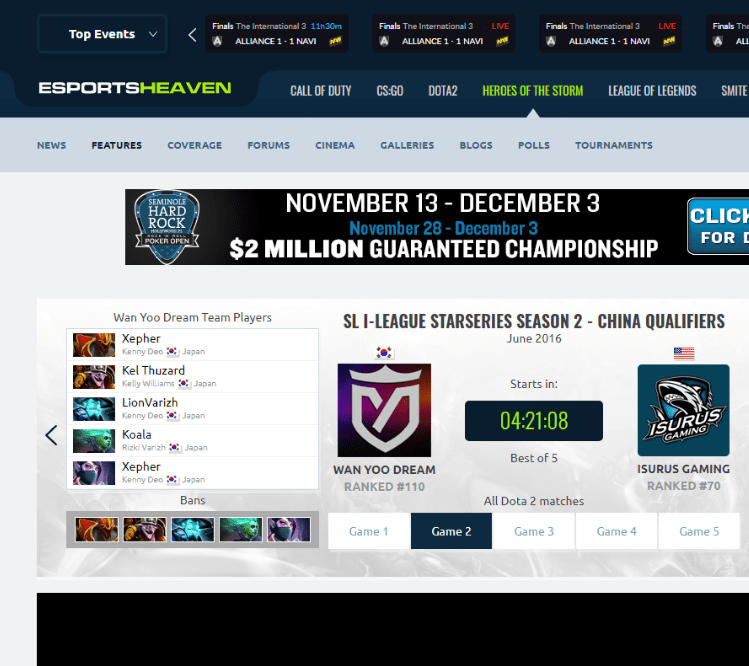 Top Events
Finals The International 3 11h30m
ALLIANCE 1 - 1 NAVI
Finals The International 3 LIVE
ALLIANCE 1 - 1 NAVI
Finals The International 3 LIVE
ALLIANCE 1 - 1 NAVI
Finals The In
ALL
ESPORTSHEAVEN
CALL OF DUTY CS:GO DOTA2 HEROES OF THE STORM LEAGUE OF LEGENDS SMITE
NEWS FEATURES COVERAGE FORUMS CINEMA GALLERIES BLOGS POLLS TOURNAMENTS
SEMINOLE
HARD
ROCK
HOLLYWOOD, FL
ROCK 'N' ROLL
POKER OPEN
NOVEMBER 13 - DECEMBER 3
November 28 - December 3
$2 MILLION GUARANTEED CHAMPIONSHIP
CLICK
FOR D
Wan Yoo Dream Team Players
Xepher
Kenny Deo Japan
Kel Thuzard
Kelly Williams Japan
LionVarizh
Kenny Deo Japan
Koala
Rizki Varizh Japan
Xepher
Kenny Deo Japan
Bans
SL I-LEAGUE STARSERIES SEASON 2 - CHINA QUALIFIERS
June 2016
Starts in:
04:21:08
Best of 5
WAN YOO DREAM
RANKED #110
ISURUS
GAMING
ISURUS GAMING
RANKED #70
All Dota 2 matches
Game 1 Game 2 Game 3 Game 4 Game 5